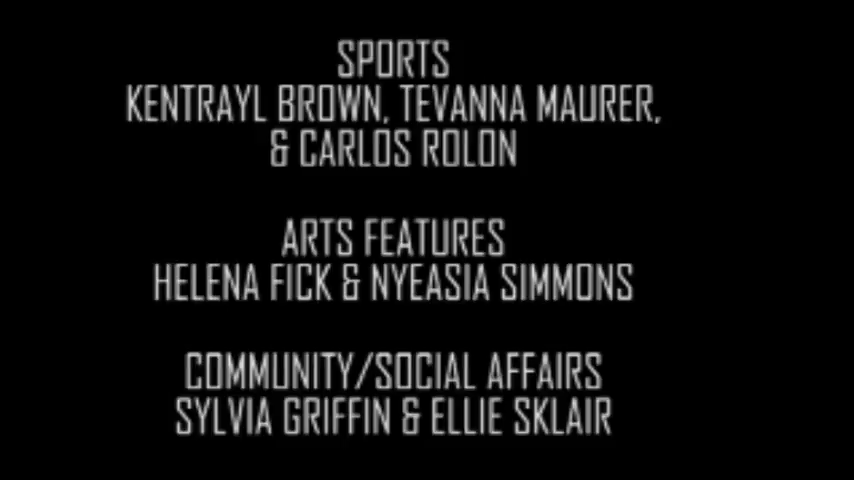 SPORTS
KENTRAYL BROWN, TEVANNA MAURER,
& CARLOS ROLON
ARTS FEATURES
HELENA FICK & NYEASIA SIMMONS
COMMUNITY/SOCIAL AFFAIRS
SYLVIA GRIFFIN & ELLIE SKLAIR